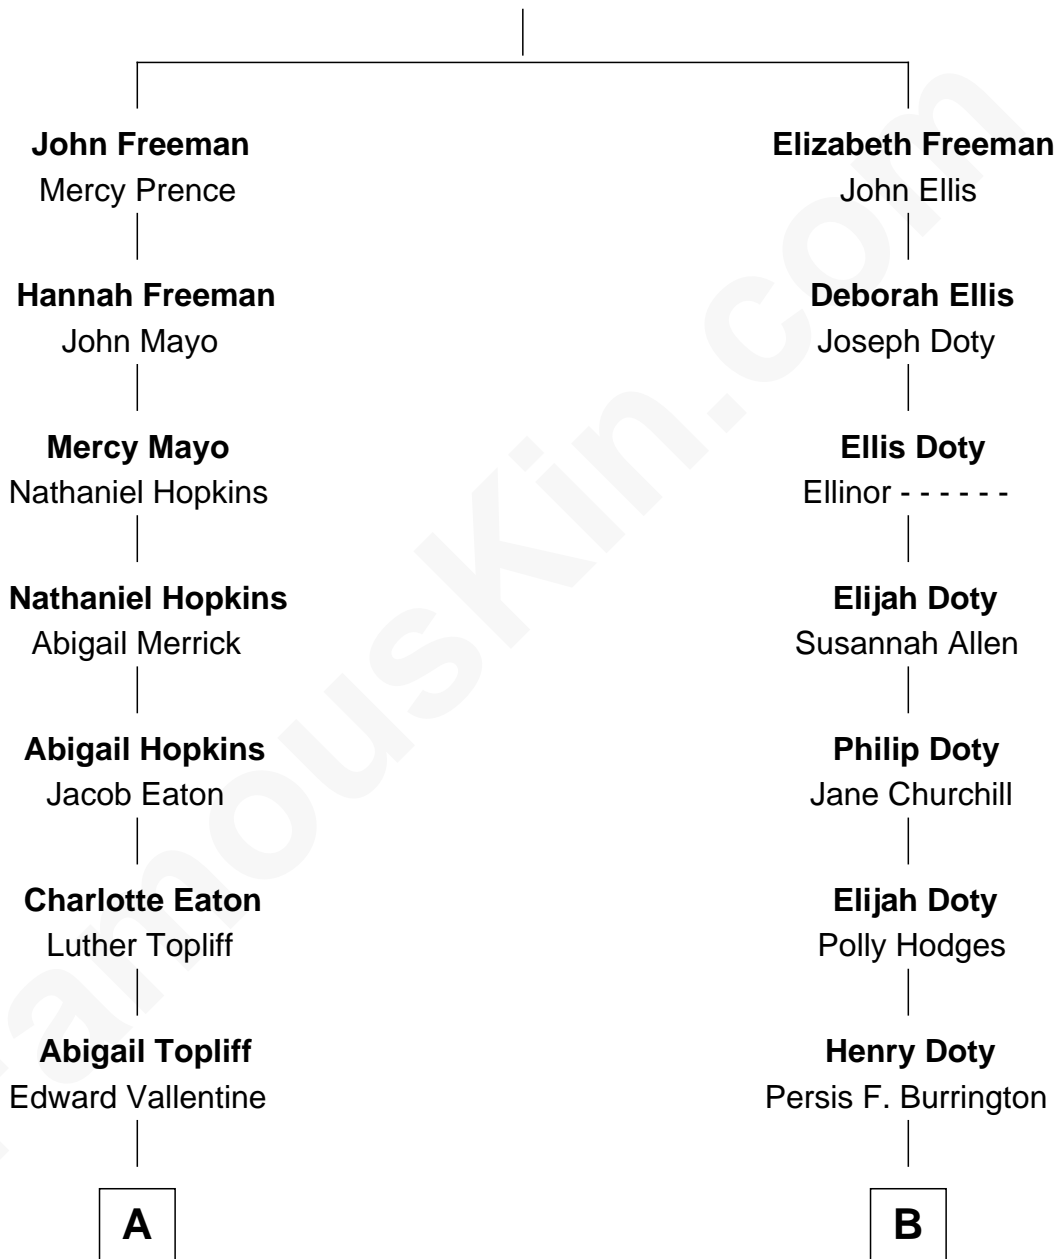 John Freeman
Mercy Prence
Hannah Freeman
John Mayo
Mercy Mayo
Nathaniel Hopkins
Nathaniel Hopkins
Abigail Merrick
Abigail Hopkins
Jacob Eaton
Charlotte Eaton
Luther Topliff
Abigail Topliff
Edward Vallentine
A
Elizabeth Freeman
John Ellis
Deborah Ellis
Joseph Doty
Ellis Doty
Ellinor - - - - - -
Elijah Doty
Susannah Allen
Philip Doty
Jane Churchill
Elijah Doty
Polly Hodges
Henry Doty
Persis F. Burrington
B
FamousKin.com